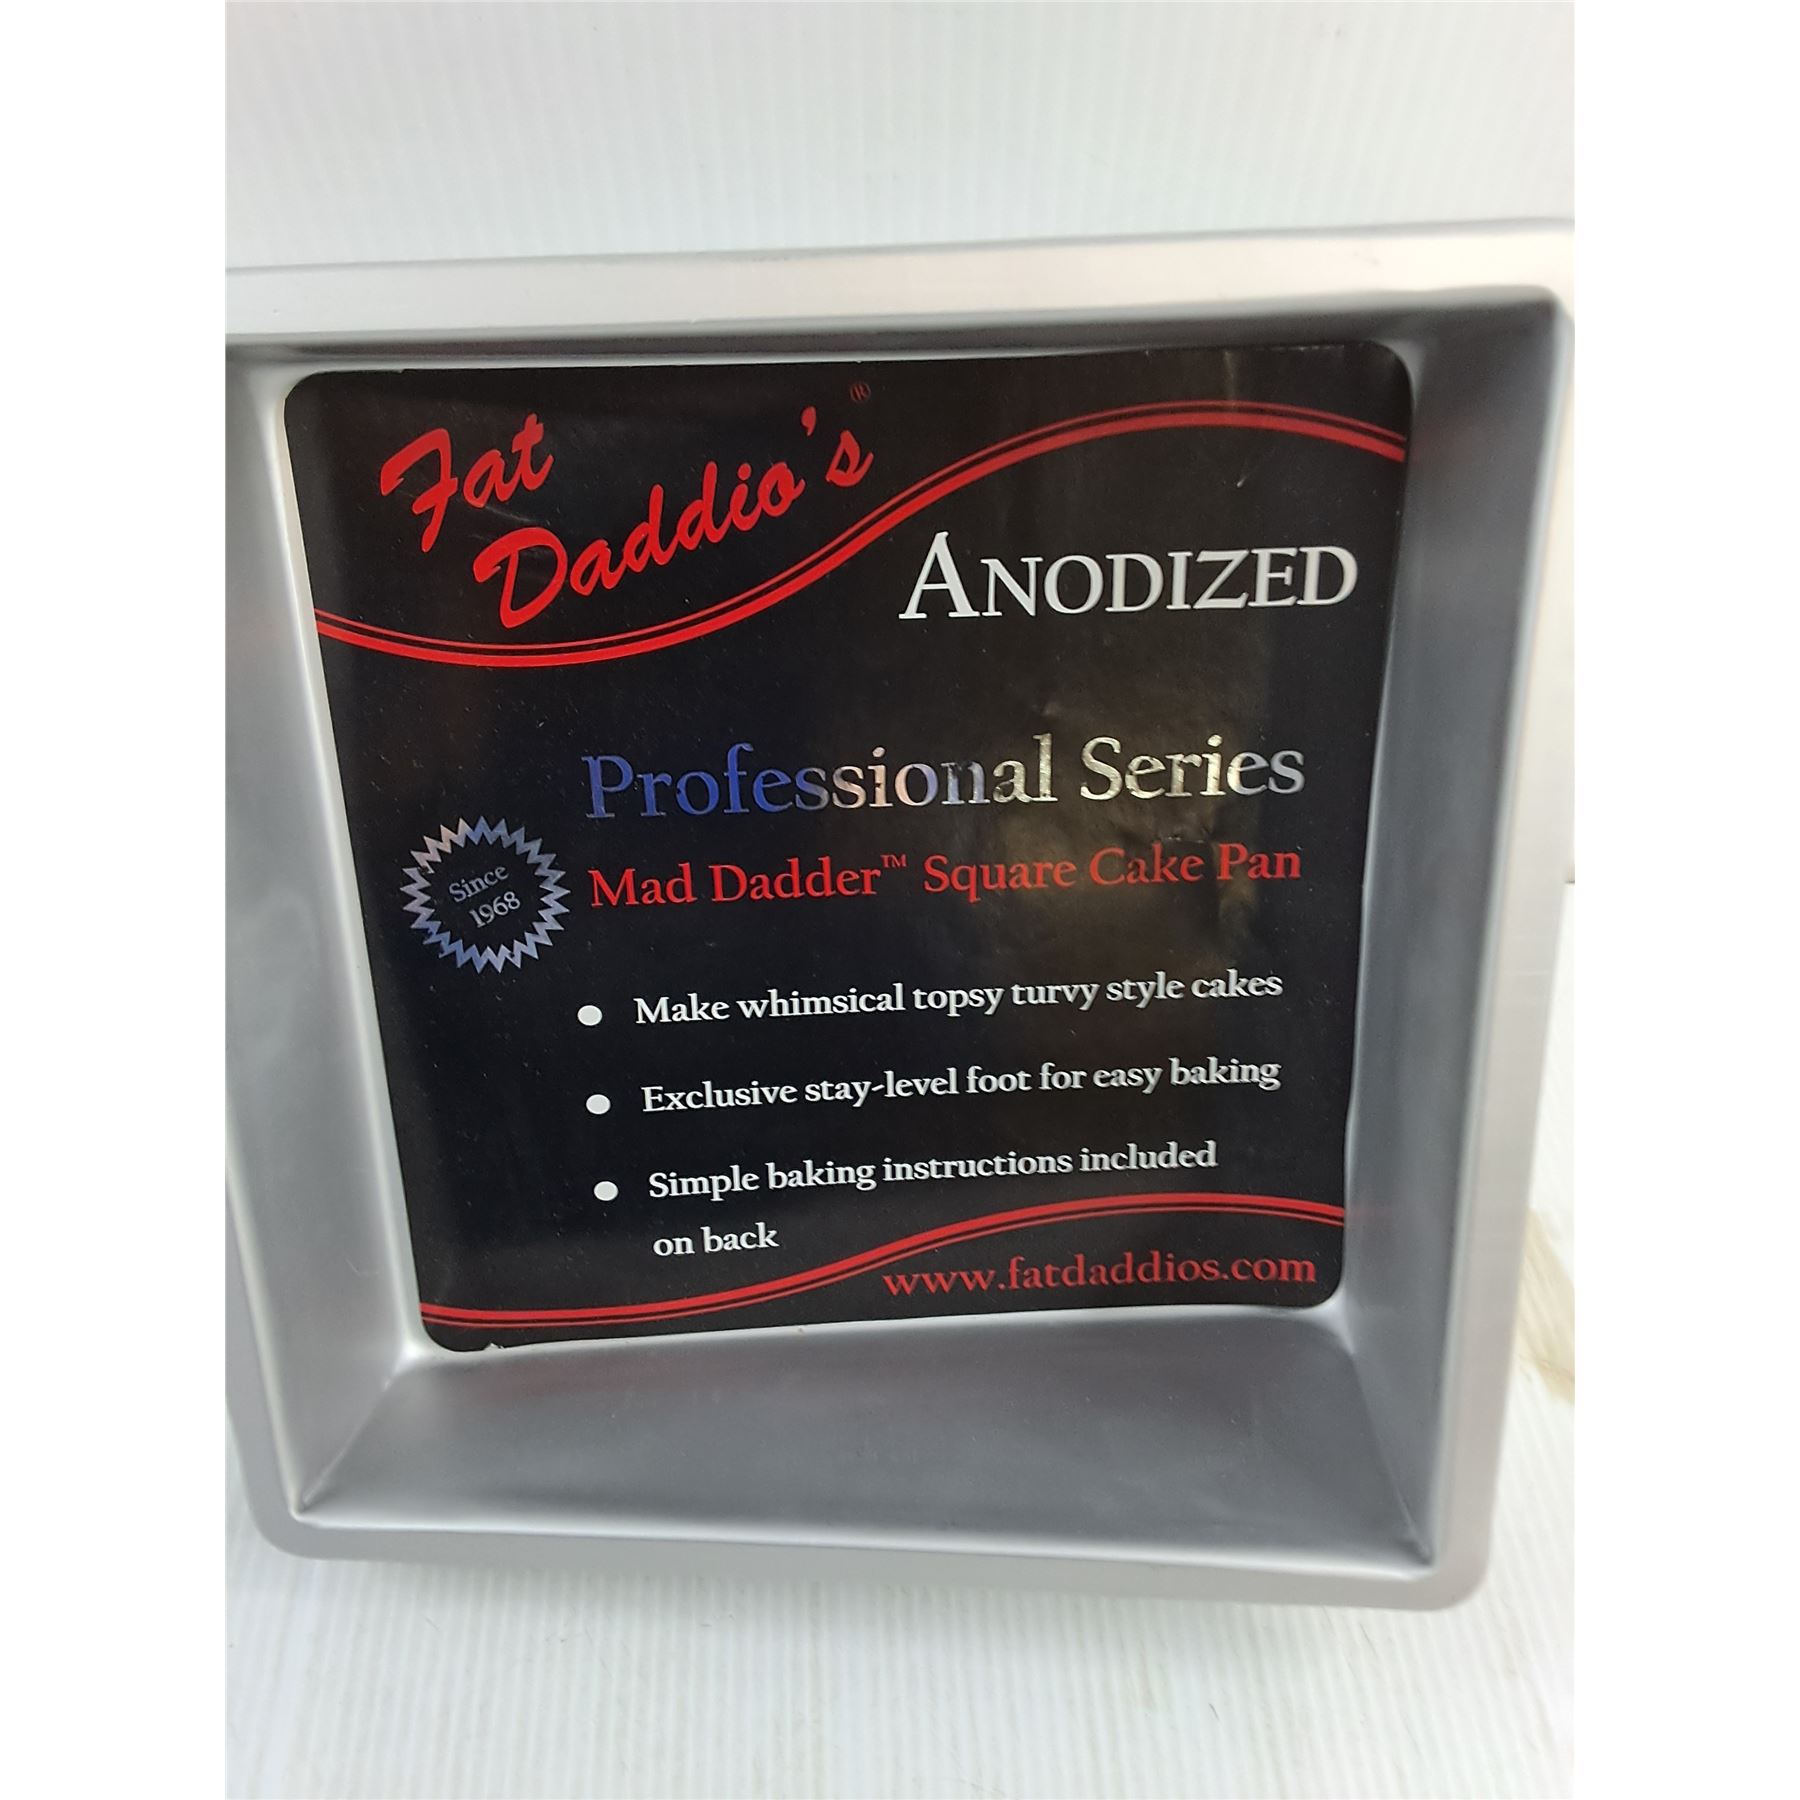 Fat
Daddio's®
ANODIZED
Professional Series
Since
1968
Mad Dadder™ Square Cake Pan
● Make whimsical topsy turvy style cakes
● Exclusive stay-level foot for easy baking
● Simple baking instructions included
on back
www.fatdaddios.com